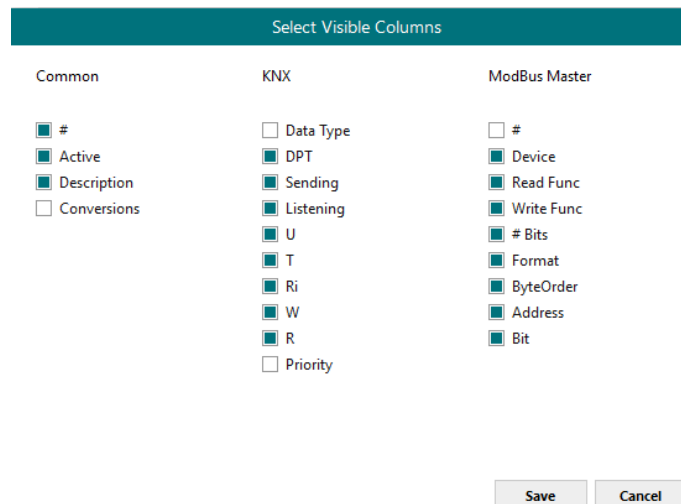 Select Visible Columns
Common
#
Active
Description
Conversions
KNX
Data Type
DPT
Sending
Listening
U
T
Ri
W
R
Priority
ModBus Master
#
Device
Read Func
Write Func
# Bits
Format
ByteOrder
Address
Bit
Save
Cancel